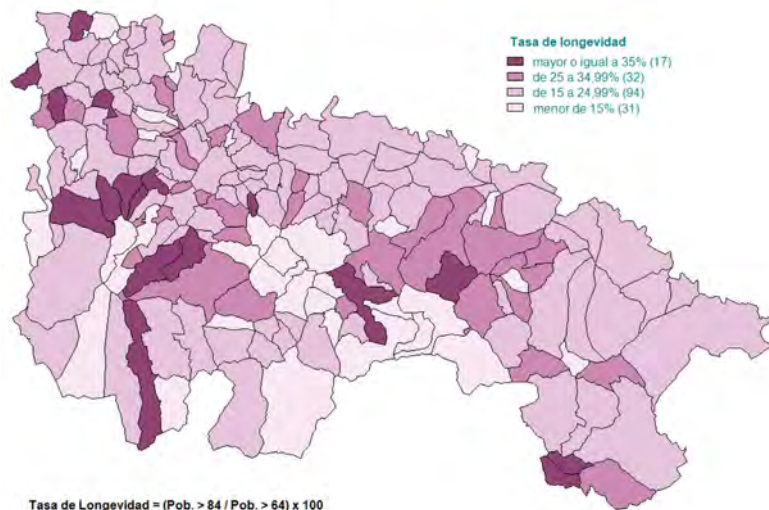 Tasa de longevidad
mayor o igual a 35% (17)
de 25 a 34,99% (32)
de 15 a 24,99% (94)
menor de 15% (31)
Tasa de Longevidad = (Pob. > 84 / Pob. > 64) x 100